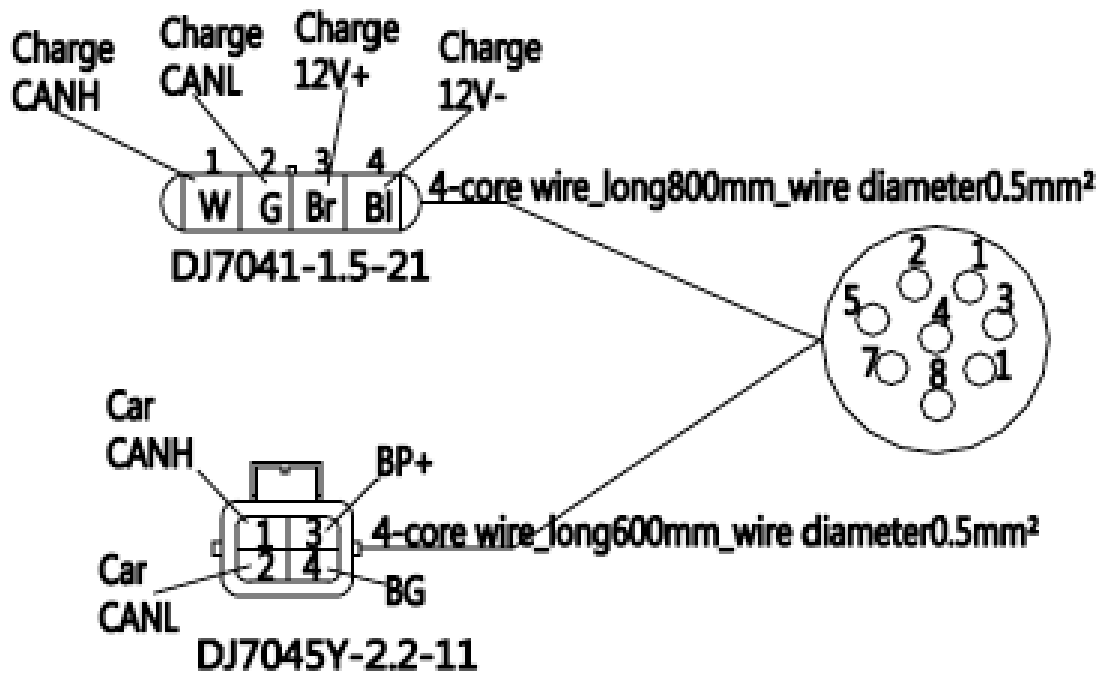 Charge
CANH
Charge
CANL
Charge
12V+
Charge
12V-
1 2 3 4
W G Br Bl
4-core wire_long800mm_wire diameter0.5mm²
DJ7041-1.5-21
2 1
5 4 3
7 8 1
Car
CANH
BP+
1 3
4-core wire_long600mm_wire diameter0.5mm²
2 4
Car
CANL
BG
DJ7045Y-2.2-11